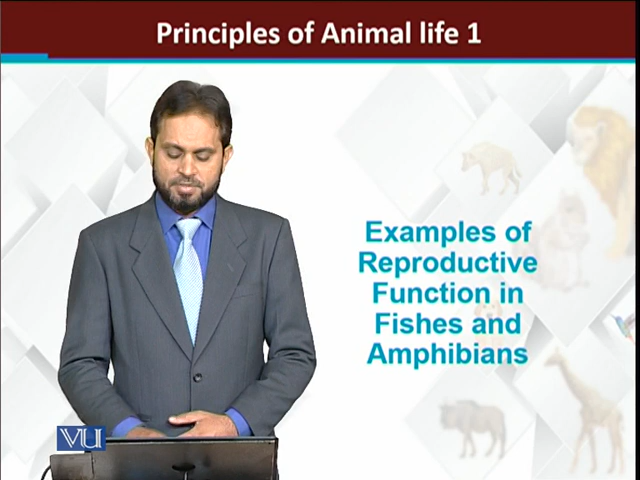 Principles of Animal life 1
Examples of
Reproductive
Function in
Fishes and
Amphibians
VU